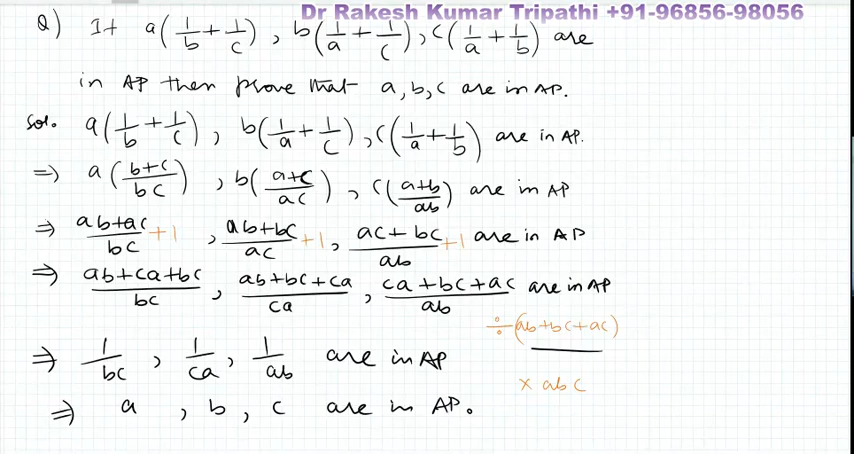 Dr Rakesh Kumar Tripathi +91-96856-98056
Q) If a(1/b + 1/c), b(1/a + 1/c), c(1/a + 1/b) are
in AP then prove that a, b, c are in AP.
Sol. a(1/b + 1/c), b(1/a + 1/c), c(1/a + 1/b) are in AP.
=) a((b+c)/bc), b((a+c)/ac), c((a+b)/ab) are in AP
⇒ (ab+ac)/bc +1, (ab+bc)/ac +1, (ac+bc)/ab +1 are in AP
⇒ (ab+ca+bc)/bc, (ab+bc+ca)/ca, (ca+bc+ac)/ab are in AP
÷ (ab+bc+ac)
⇒ 1/bc, 1/ca, 1/ab are in AP
× abc
⇒ a, b, c are in AP.